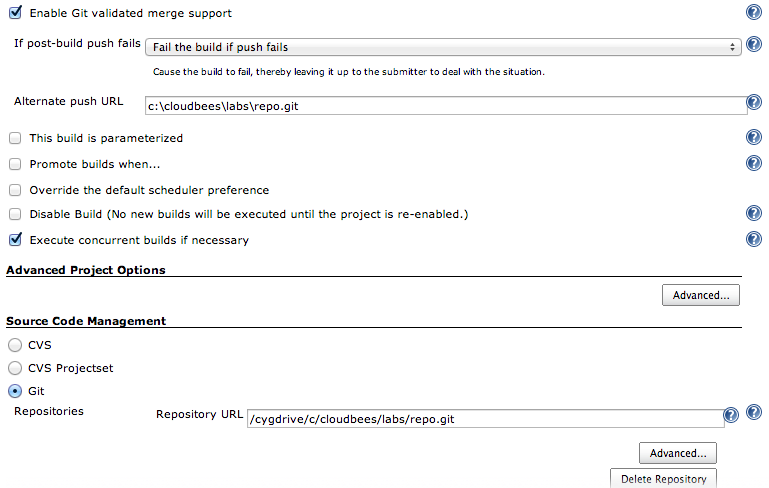 Enable Git validated merge support
If post-build push fails Fail the build if push fails
Cause the build to fail, thereby leaving it up to the submitter to deal with the situation.
Alternate push URL c:\cloudbees\labs\repo.git
This build is parameterized
Promote builds when...
Override the default scheduler preference
Disable Build (No new builds will be executed until the project is re-enabled.)
Execute concurrent builds if necessary
Advanced Project Options
Advanced...
Source Code Management
CVS
CVS Projectset
Git
Repositories Repository URL /cygdrive/c/cloudbees/labs/repo.git
Advanced...
Delete Repository